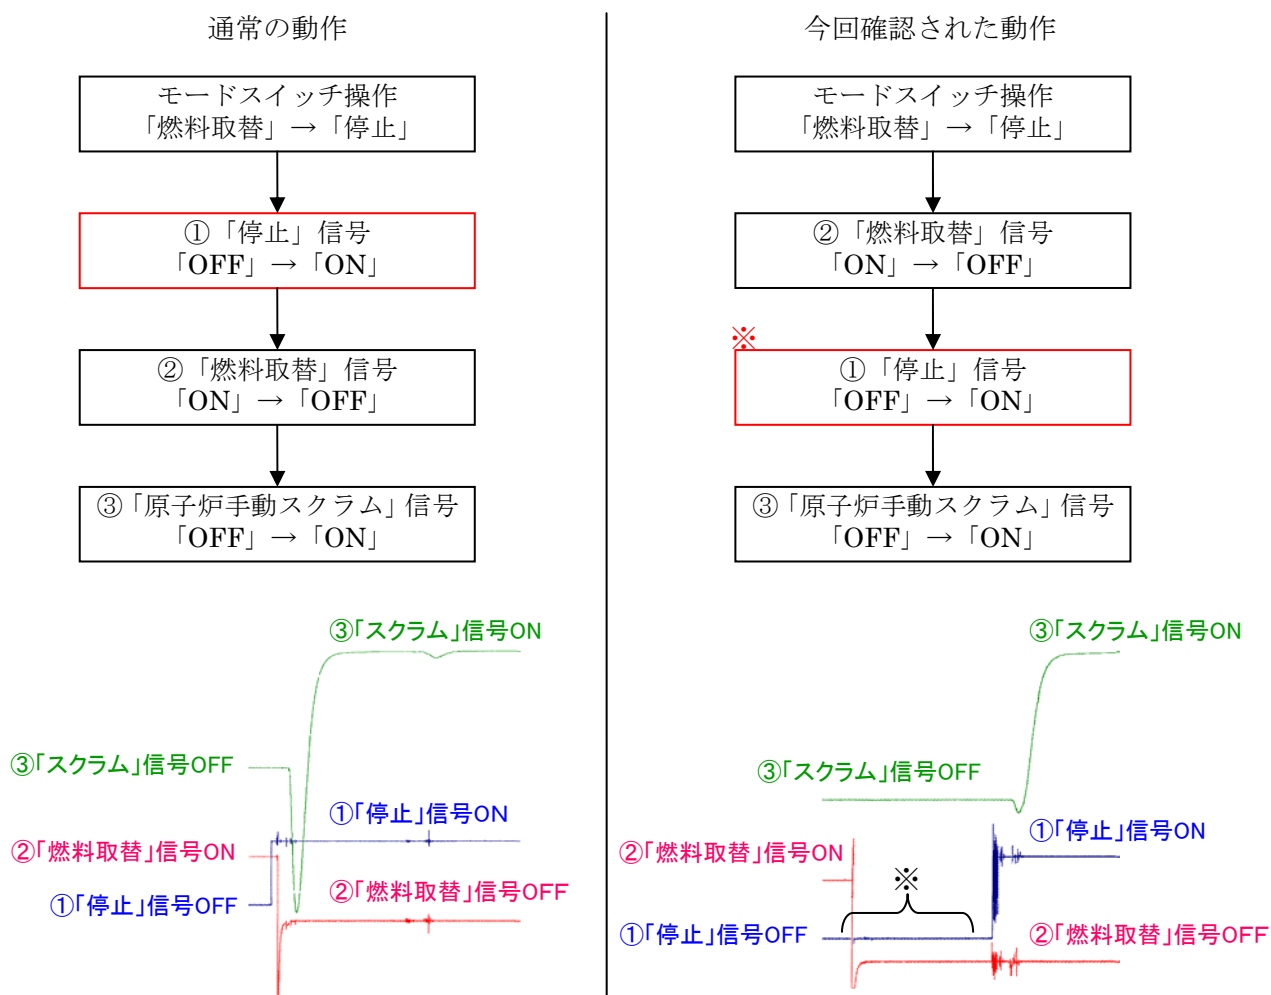 通常の動作
モードスイッチ操作
「燃料取替」→「停止」
①「停止」信号
「OFF」→「ON」
②「燃料取替」信号
「ON」→「OFF」
③「原子炉手動スクラム」信号
「OFF」→「ON」
③「スクラム」信号ON
③「スクラム」信号OFF
①「停止」信号ON
②「燃料取替」信号ON
②「燃料取替」信号OFF
①「停止」信号OFF
今回確認された動作
モードスイッチ操作
「燃料取替」→「停止」
②「燃料取替」信号
「ON」→「OFF」
※
①「停止」信号
「OFF」→「ON」
③「原子炉手動スクラム」信号
「OFF」→「ON」
③「スクラム」信号ON
③「スクラム」信号OFF
①「停止」信号ON
②「燃料取替」信号ON
※
①「停止」信号OFF
②「燃料取替」信号OFF